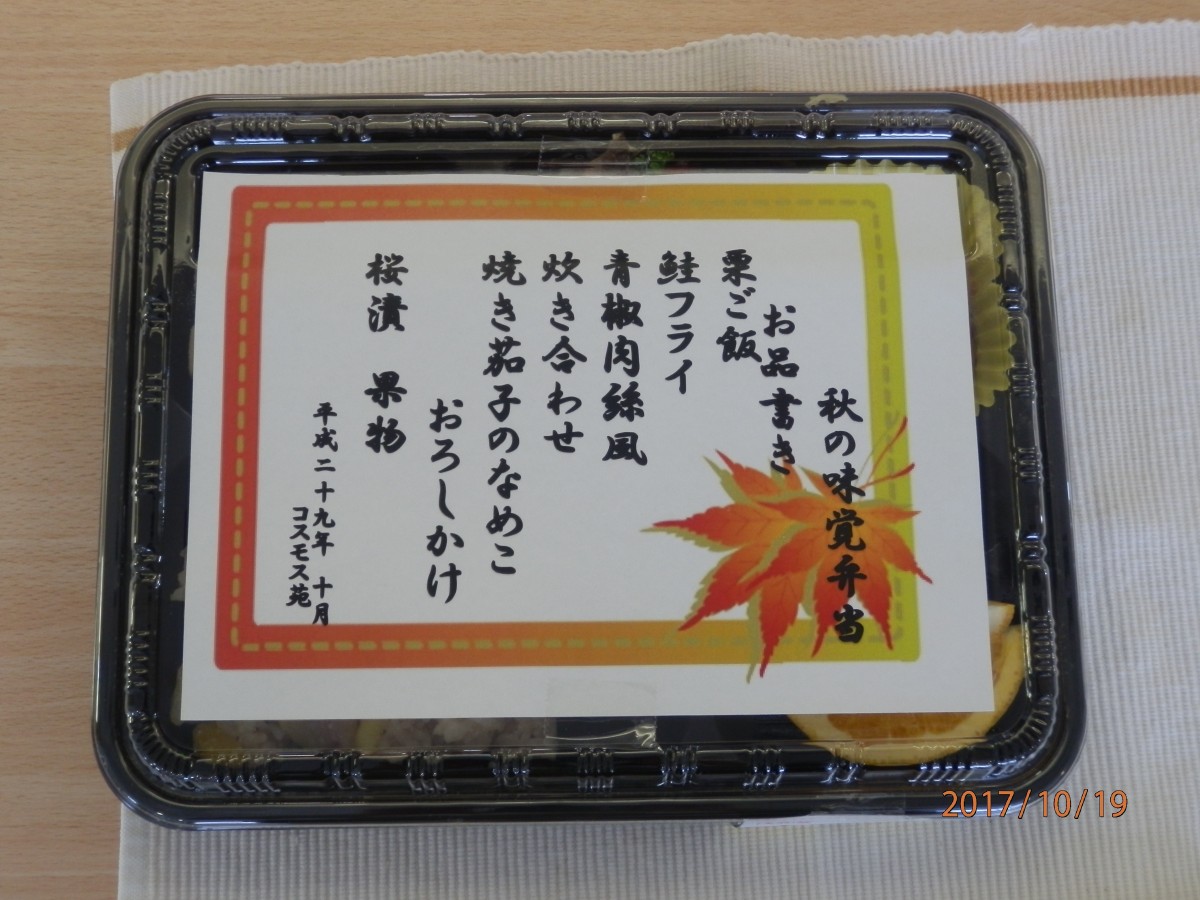 秋の味覚弁当
お品書き
栗ご飯
鮭フライ
青椒肉絲風
炊き合わせ
焼き茄子のなめこ
おろしかけ
桜漬　果物
平成二十九年　十月
コスモス苑
2017/10/19